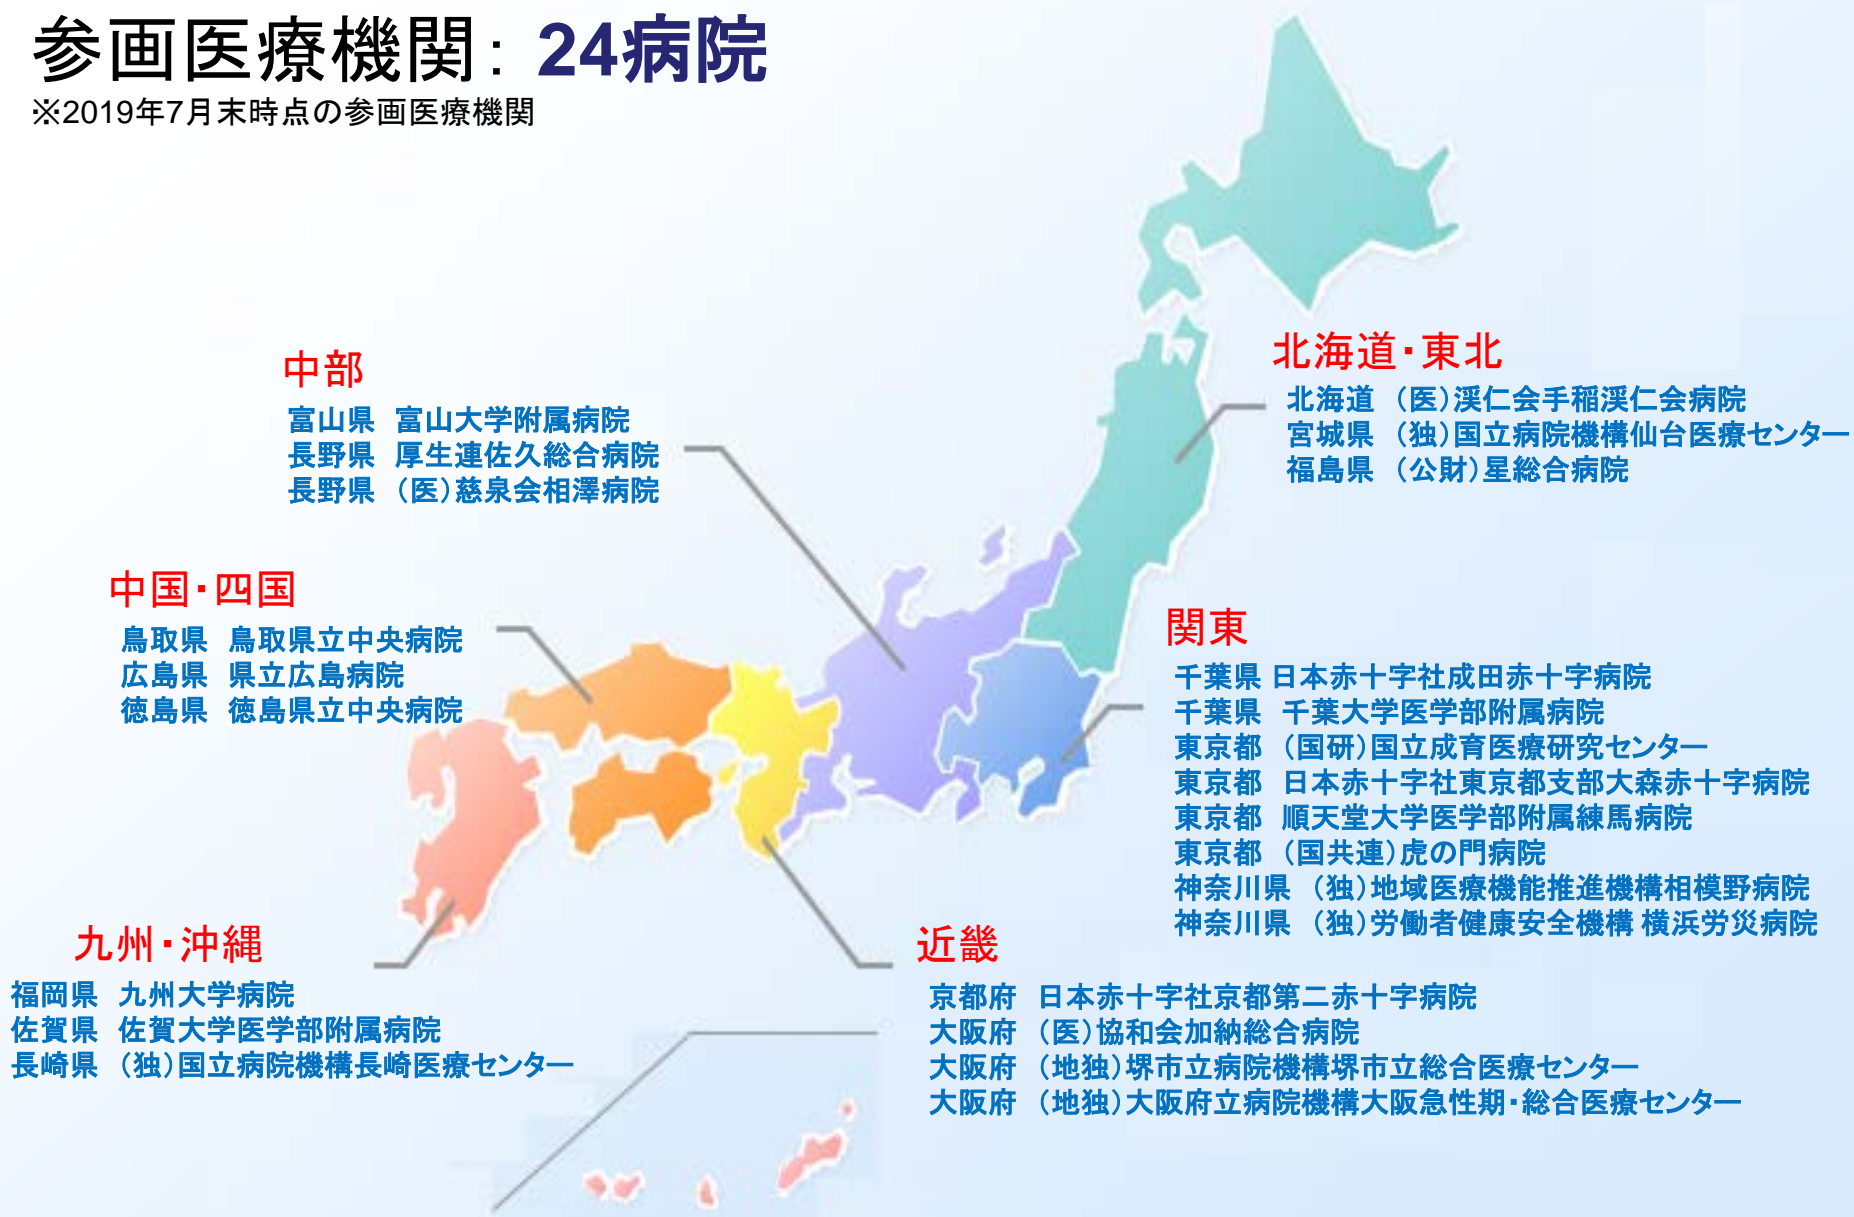 参画医療機関：24病院
※2019年7月末時点の参画医療機関
北海道・東北
北海道　（医）渓仁会手稲渓仁会病院
宮城県　（独）国立病院機構仙台医療センター
福島県　（公財）星総合病院
中部
富山県　富山大学附属病院
長野県　厚生連佐久総合病院
長野県　（医）慈泉会相澤病院
中国・四国
鳥取県　鳥取県立中央病院
広島県　県立広島病院
徳島県　徳島県立中央病院
関東
千葉県 日本赤十字社成田赤十字病院
千葉県　千葉大学医学部附属病院
東京都　（国研）国立成育医療研究センター
東京都　日本赤十字社東京都支部大森赤十字病院
東京都　順天堂大学医学部附属練馬病院
東京都　（国共連）虎の門病院
神奈川県　（独）地域医療機能推進機構相模野病院
神奈川県　（独）労働者健康安全機構 横浜労災病院
九州・沖縄
福岡県　九州大学病院
佐賀県　佐賀大学医学部附属病院
長崎県　（独）国立病院機構長崎医療センター
近畿
京都府　日本赤十字社京都第二赤十字病院
大阪府　（医）協和会加納総合病院
大阪府　（地独）堺市立病院機構堺市立総合医療センター
大阪府　（地独）大阪府立病院機構大阪急性期・総合医療センター